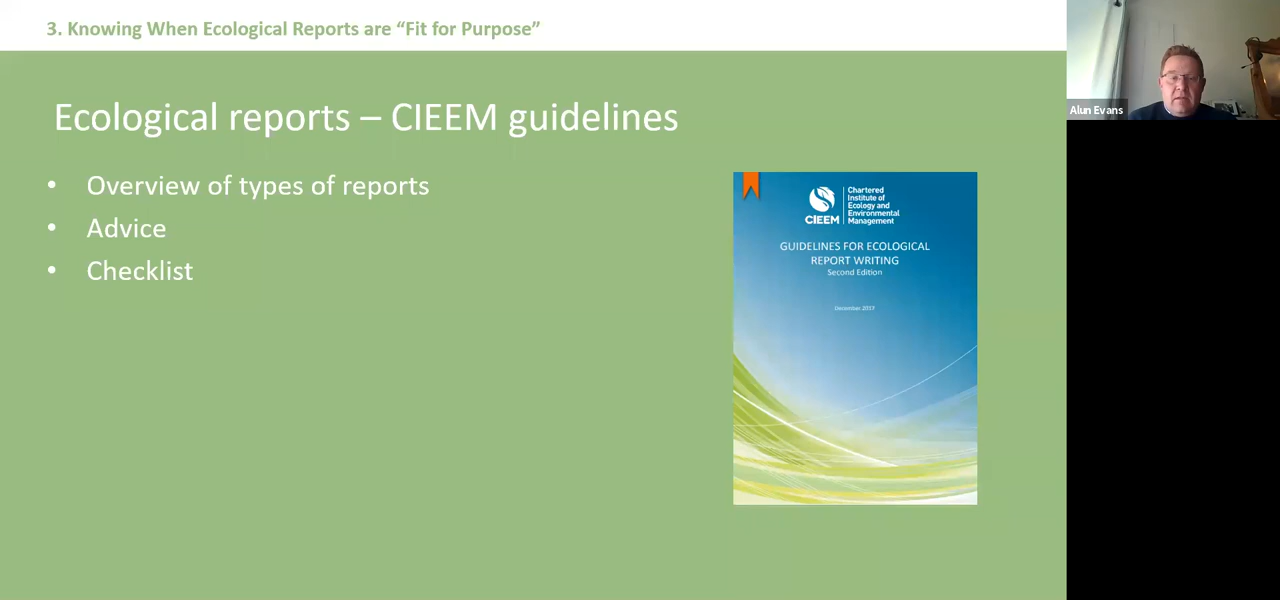 3. Knowing When Ecological Reports are “Fit for Purpose”
Ecological reports – CIEEM guidelines
• Overview of types of reports
• Advice
• Checklist
CIEEM
Chartered
Institute of
Ecology and
Environmental
Management
GUIDELINES FOR ECOLOGICAL
REPORT WRITING
Second Edition
December 2017
Alun Evans